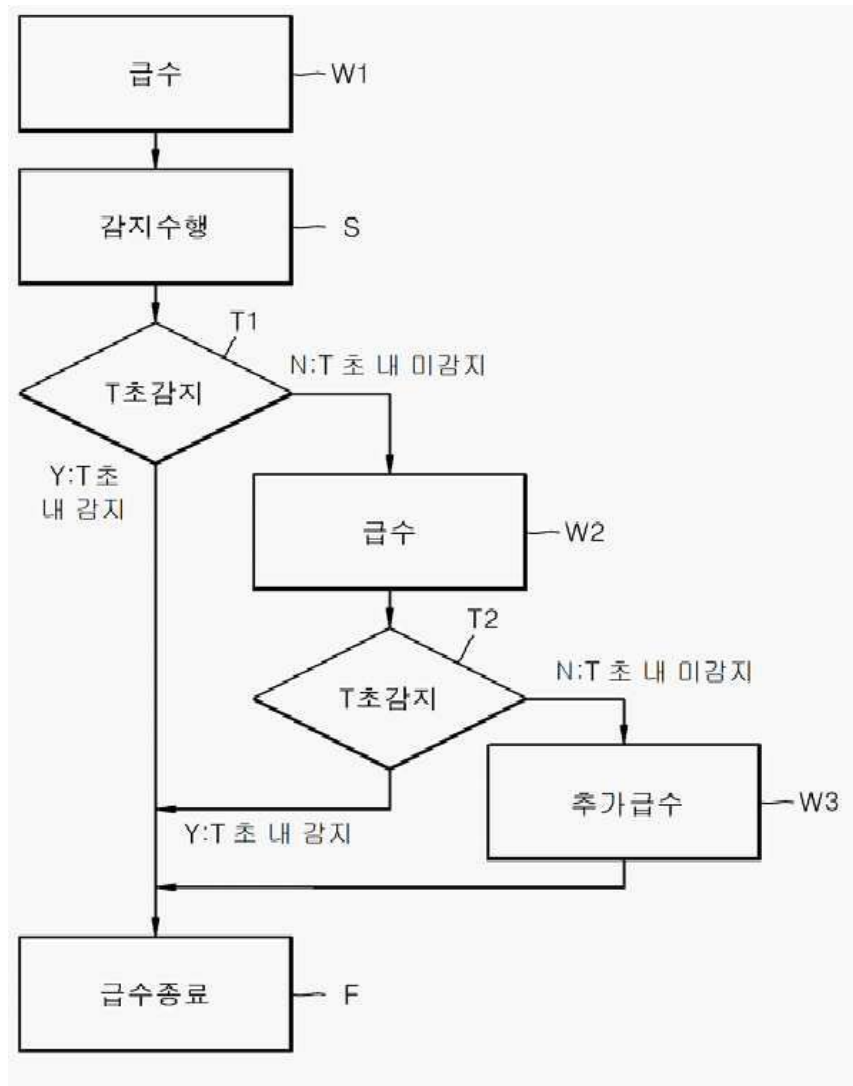 급수
W1
감지수행
S
T1
T초감지
N:T 초 내 미감지
Y:T 초
내 감지
급수
W2
T2
T초감지
N:T 초 내 미감지
추가급수
W3
Y:T 초 내 감지
급수종료
F